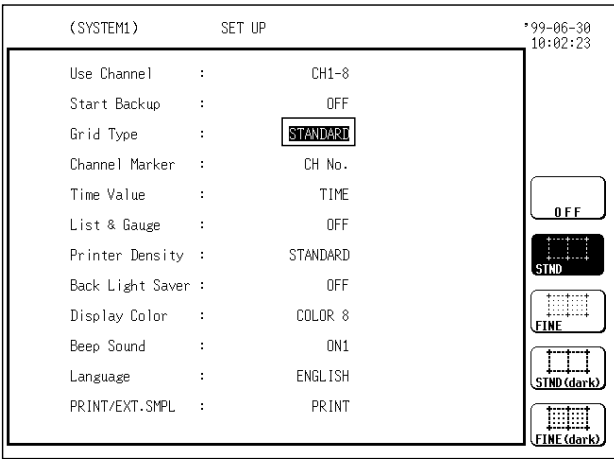 (SYSTEM1) SET UP '99-06-30
10:02:23
Use Channel : CH1-8
Start Backup : OFF
Grid Type : STANDARD
Channel Marker : CH No.
Time Value : TIME
List & Gauge : OFF
Printer Density : STANDARD
Back Light Saver : OFF
Display Color : COLOR 8
Beep Sound : ON1
Language : ENGLISH
PRINT/EXT.SMPL : PRINT
OFF
STND
FINE
STND(dark)
FINE(dark)